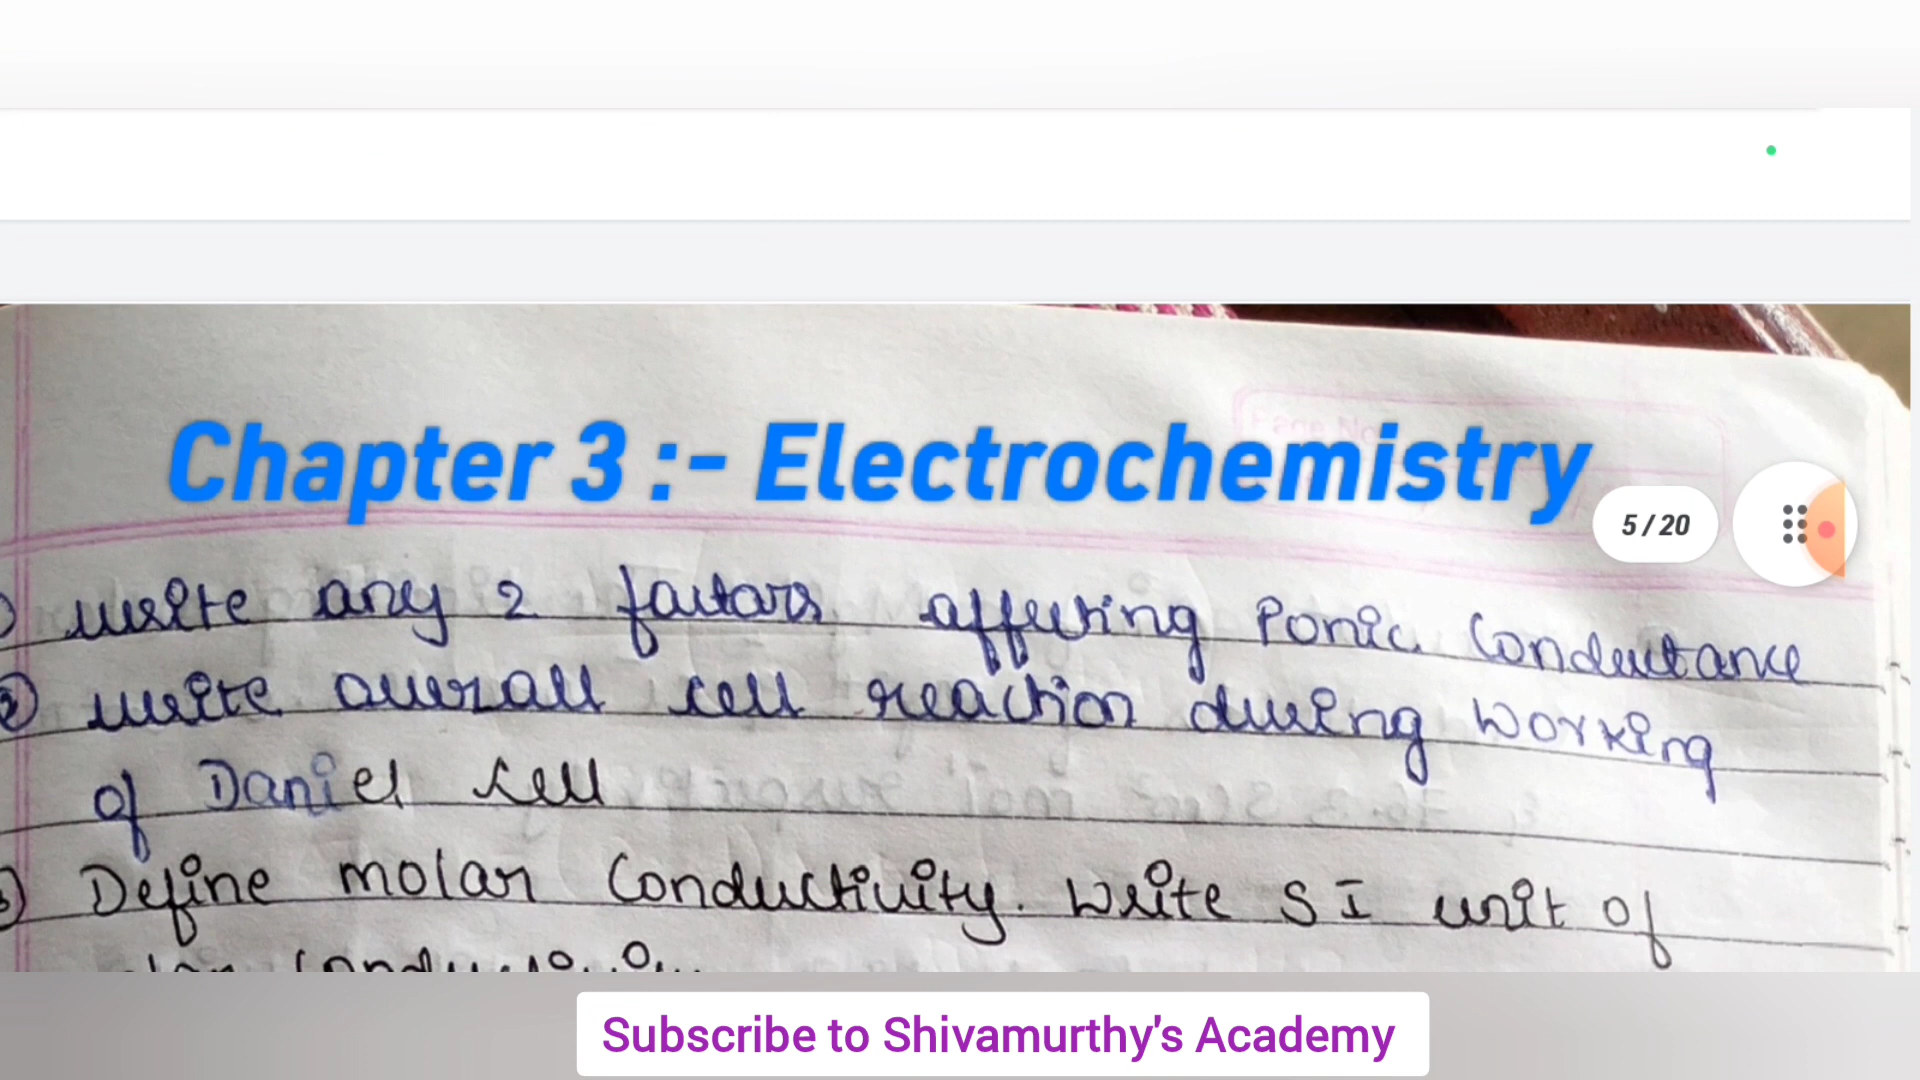 Chapter 3 :- Electrochemistry
5 / 20
write any 2 factors affecting ionic Conductance
② write overall cell reaction during working
of Daniel cell
Define molar Conductivity. Write SI unit of
Subscribe to Shivamurthy's Academy